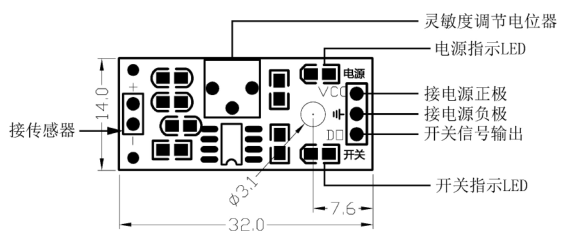 灵敏度调节电位器
电源指示LED
电源
VCC
接电源正极
14.0
+
接电源负极
接传感器
DO
开关信号输出
-
开关
开关指示LED
Ø3.1
7.6
32.0